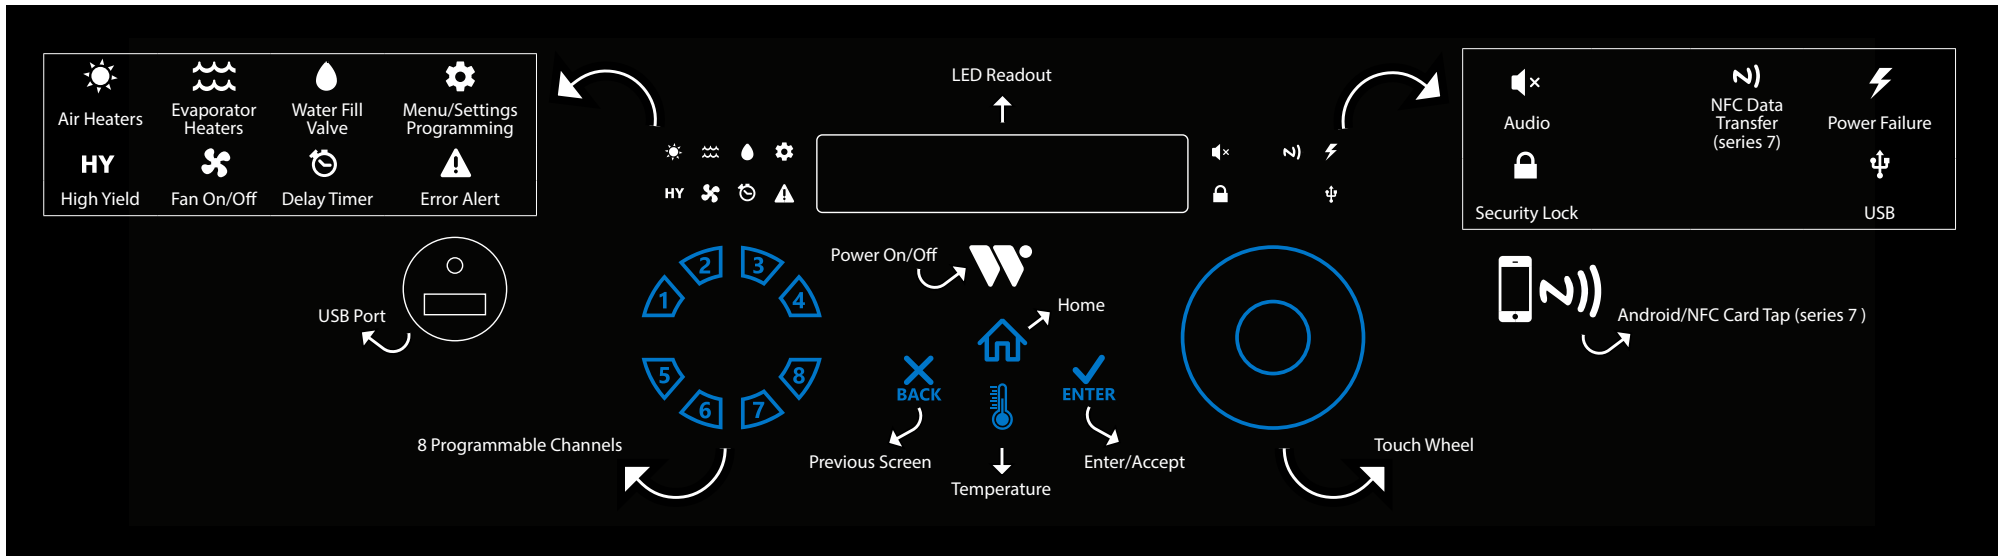 Air Heaters
Evaporator
Heaters
Water Fill
Valve
Menu/Settings
Programming
HY
High Yield
Fan On/Off
Delay Timer
Error Alert
LED Readout
HY
Audio
NFC Data
Transfer
(series 7)
Power Failure
Security Lock
USB
USB Port
1
2
3
4
5
6
7
8
8 Programmable Channels
Power On/Off
Home
BACK
ENTER
Previous Screen
Temperature
Enter/Accept
Touch Wheel
Android/NFC Card Tap (series 7 )